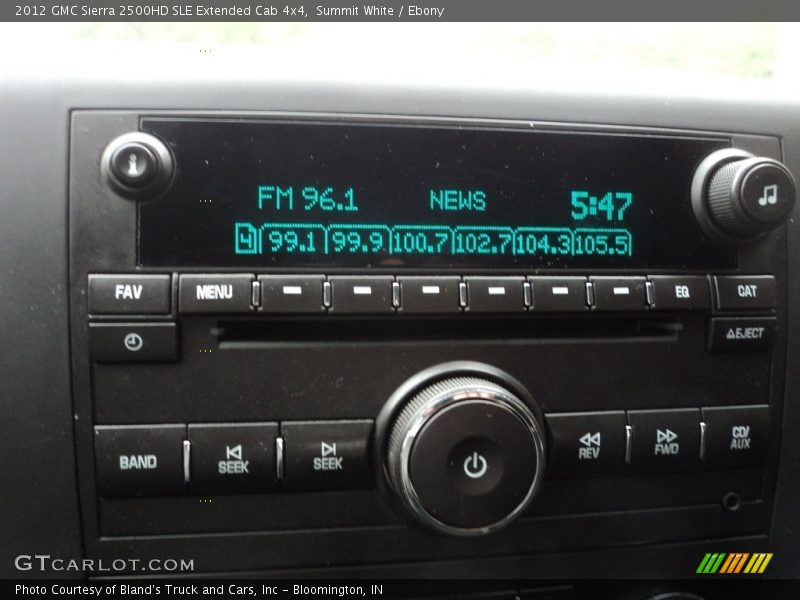 2012 GMC Sierra 2500HD SLE Extended Cab 4x4, Summit White / Ebony
FM 96.1 NEWS 5:47
4 99.1 99.9 100.7 102.7 104.3 105.5
FAV MENU EQ CAT
EJECT
BAND SEEK SEEK REV FWD CD/AUX
GTCARLOT.COM
Photo Courtesy of Bland's Truck and Cars, Inc - Bloomington, IN